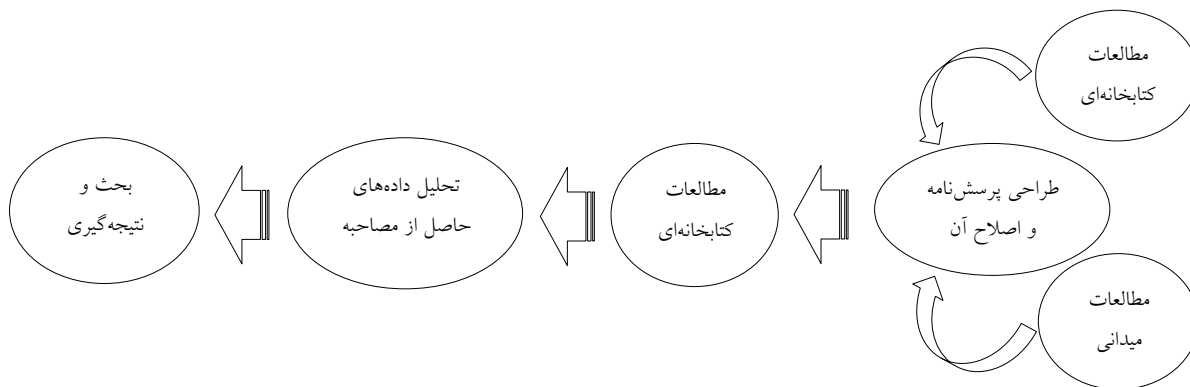 مطالعات
کتابخانه‌ای
مطالعات
میدانی
طراحی پرسش‌نامه
و اصلاح آن
مطالعات
کتابخانه‌ای
تحلیل داده‌های
حاصل از مصاحبه
بحث و
نتیجه‌گیری